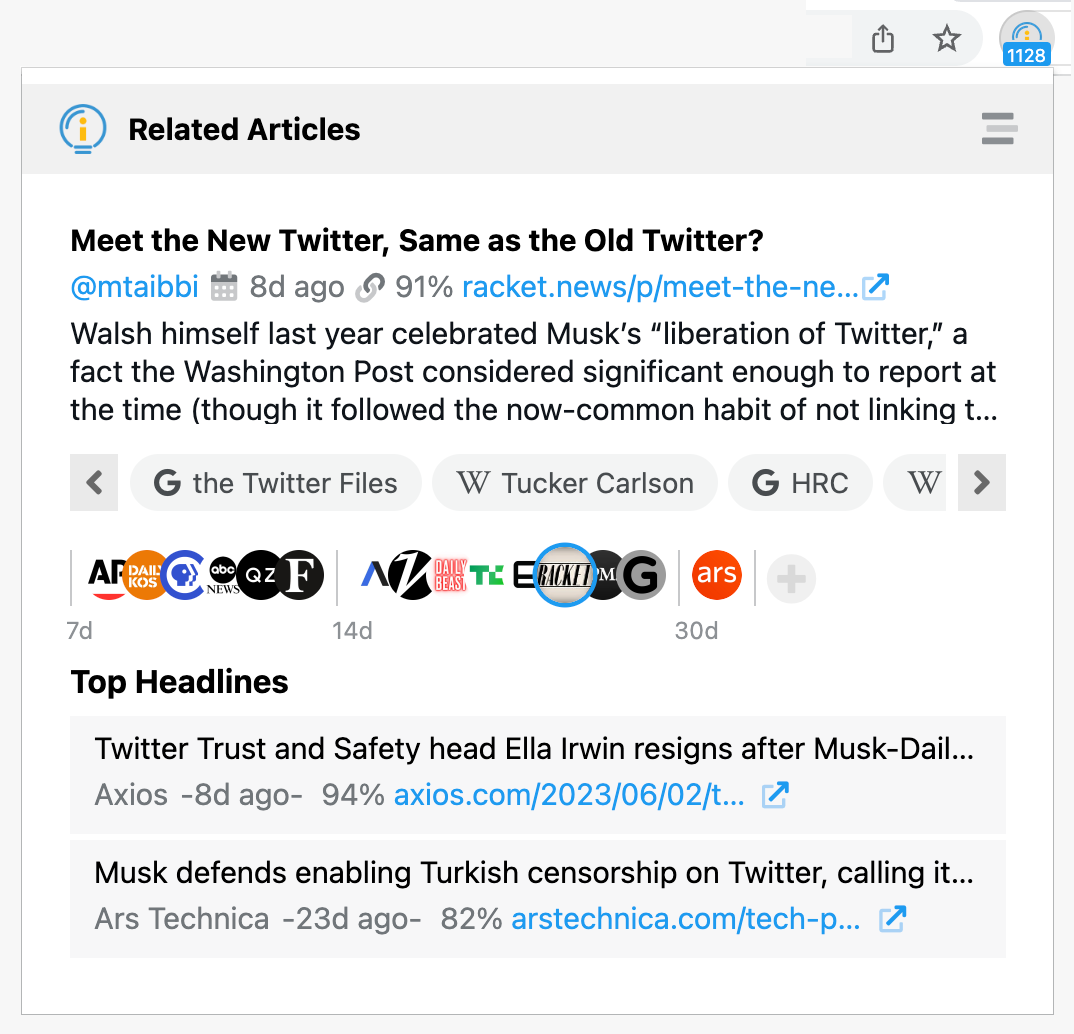 1128
Related Articles
Meet the New Twitter, Same as the Old Twitter?
@mtaibbi 8d ago 91% racket.news/p/meet-the-ne...
Walsh himself last year celebrated Musk’s “liberation of Twitter,” a
fact the Washington Post considered significant enough to report at
the time (though it followed the now-common habit of not linking t...
G the Twitter Files W Tucker Carlson G HRC W
AP DAILY KOS abc NEWS QZ F DAILY BEAST TC E RACKET PM G ars
7d 14d 30d
Top Headlines
Twitter Trust and Safety head Ella Irwin resigns after Musk-Dail...
Axios -8d ago- 94% axios.com/2023/06/02/t...
Musk defends enabling Turkish censorship on Twitter, calling it...
Ars Technica -23d ago- 82% arstechnica.com/tech-p...